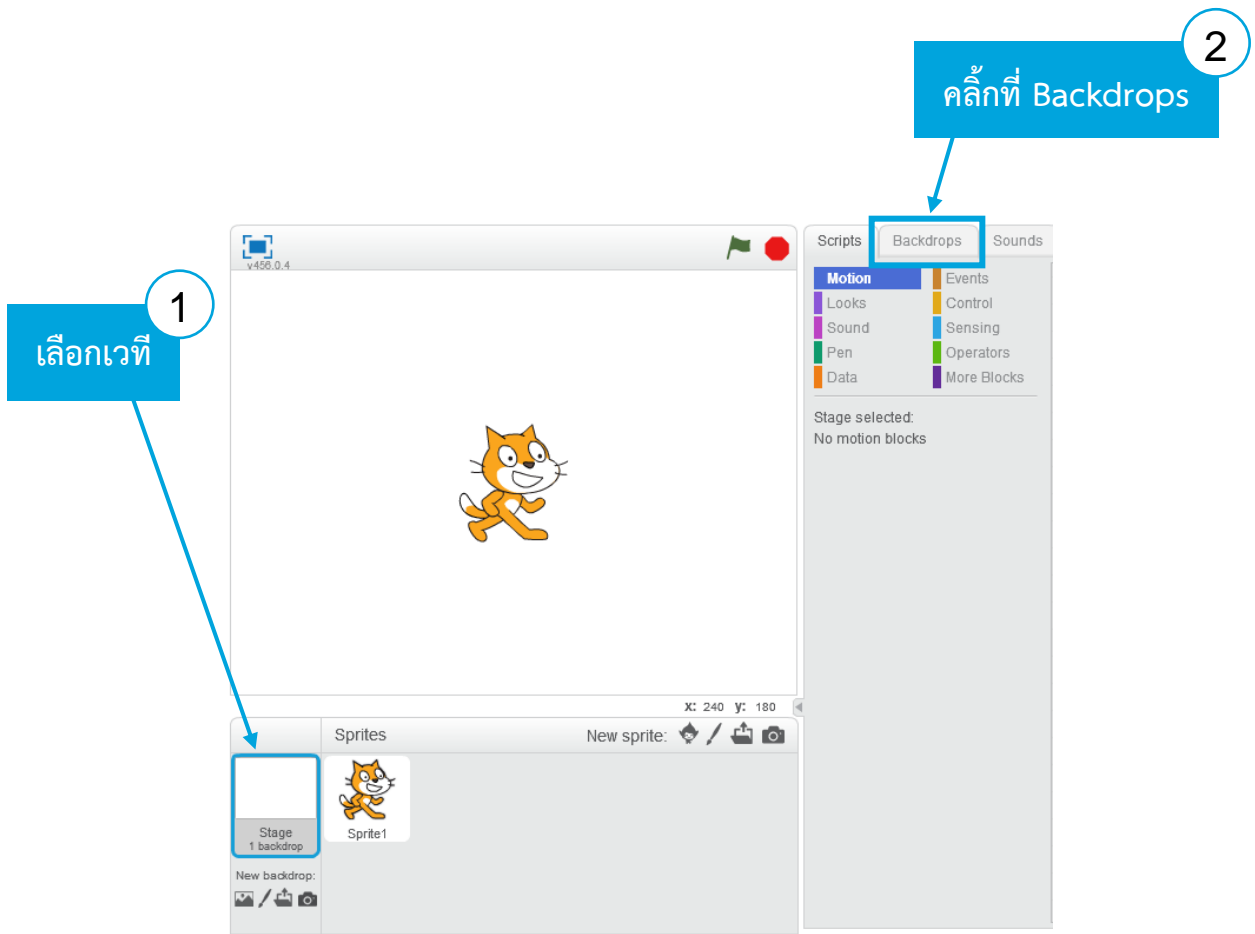 2
คลิ้กที่ Backdrops
1
เลือกเวที
v456.0.4
Scripts
Backdrops
Sounds
Motion
Events
Looks
Control
Sound
Sensing
Pen
Operators
Data
More Blocks
Stage selected:
No motion blocks
x: 240 y: 180
Sprites
New sprite:
Stage
1 backdrop
Sprite1
New backdrop: